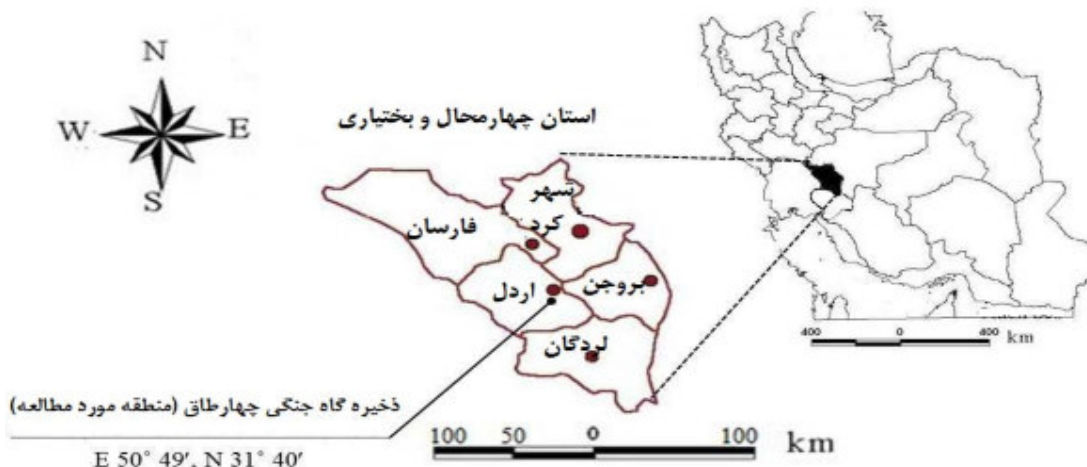 N
W E
S
استان چهارمحال و بختیاری
شهر
کرد
فارسان
بروجن
اردل
لردگان
ذخیره گاه جنگی چهارطاق (منطقه مورد مطالعه)
E 50° 49′, N 31° 40′
100 50 0 100 km
400 0 400
km